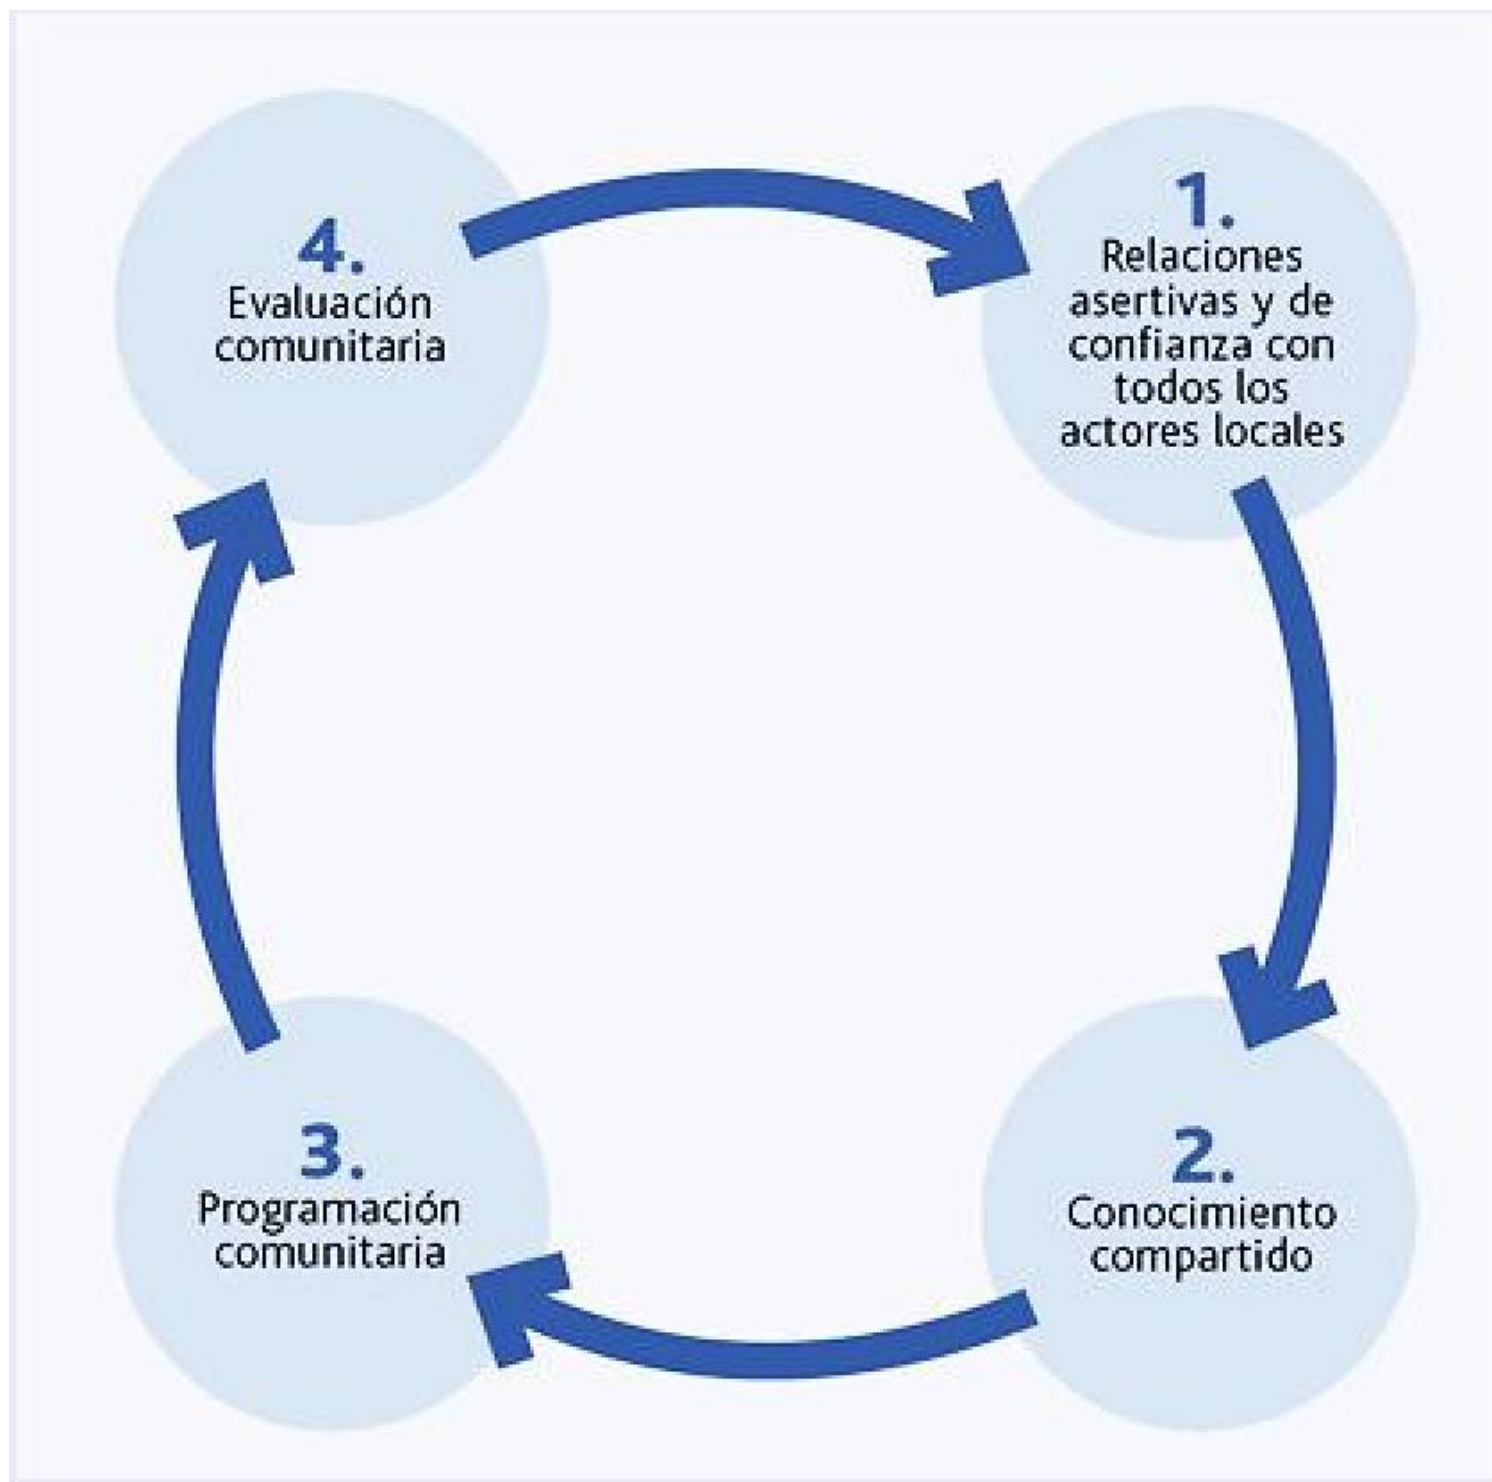 1.
Relaciones
asertivas y de
confianza con
todos los
actores locales
2.
Conocimiento
compartido
3.
Programación
comunitaria
4.
Evaluación
comunitaria